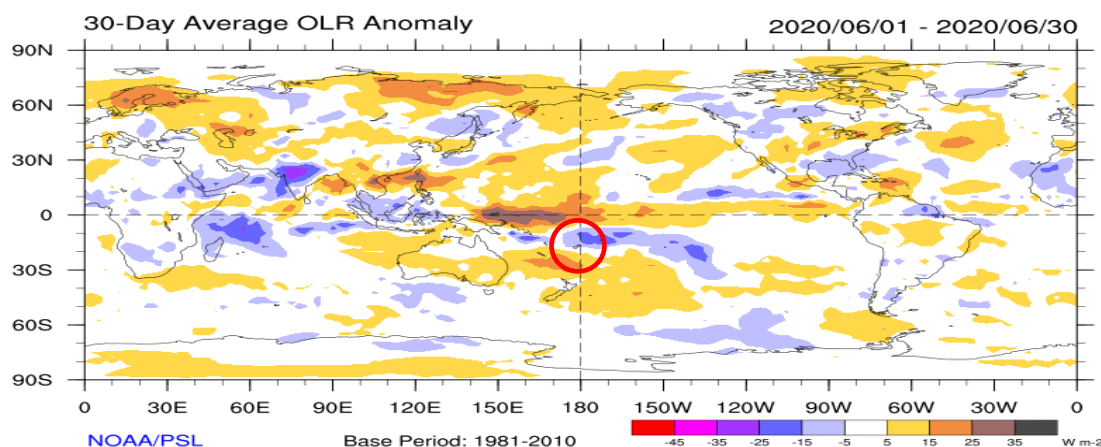 30-Day Average OLR Anomaly 2020/06/01 - 2020/06/30
90N
60N
30N
0
30S
60S
90S
0 30E 60E 90E 120E 150E 180 150W 120W 90W 60W 30W 0
NOAA/PSL Base Period: 1981-2010 -45 -35 -25 -15 -5 5 15 25 35 W m-2